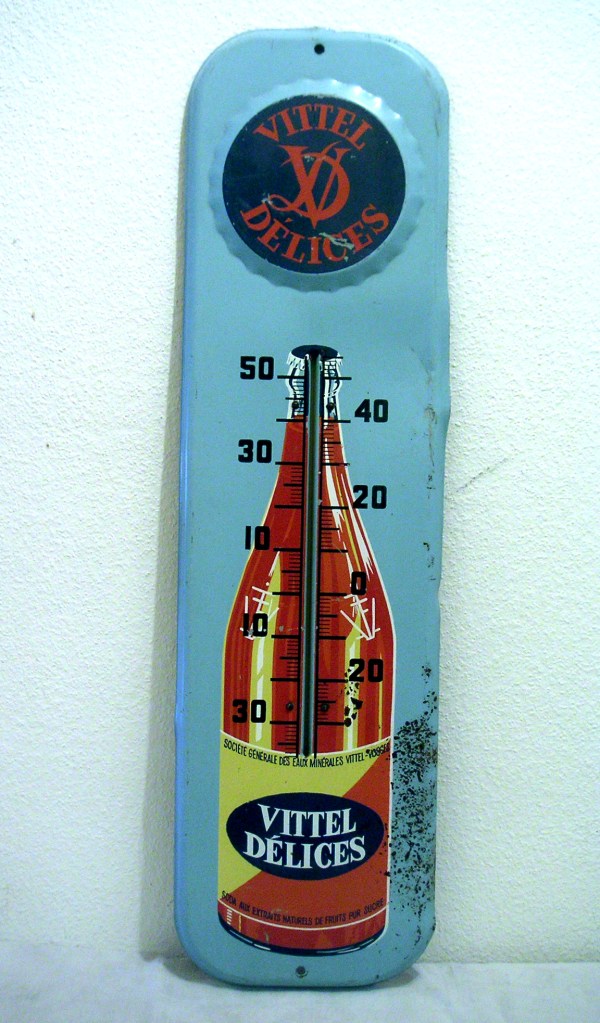 VITTEL
VD
DÉLICES
50
40
30
20
10
0
10
20
30
SOCIÉTÉ GÉNÉRALE DES EAUX MINÉRALES VITTEL-VOSGES
VITTEL
DÉLICES
SODA AUX EXTRAITS NATURELS DE FRUITS PUR SUCRE